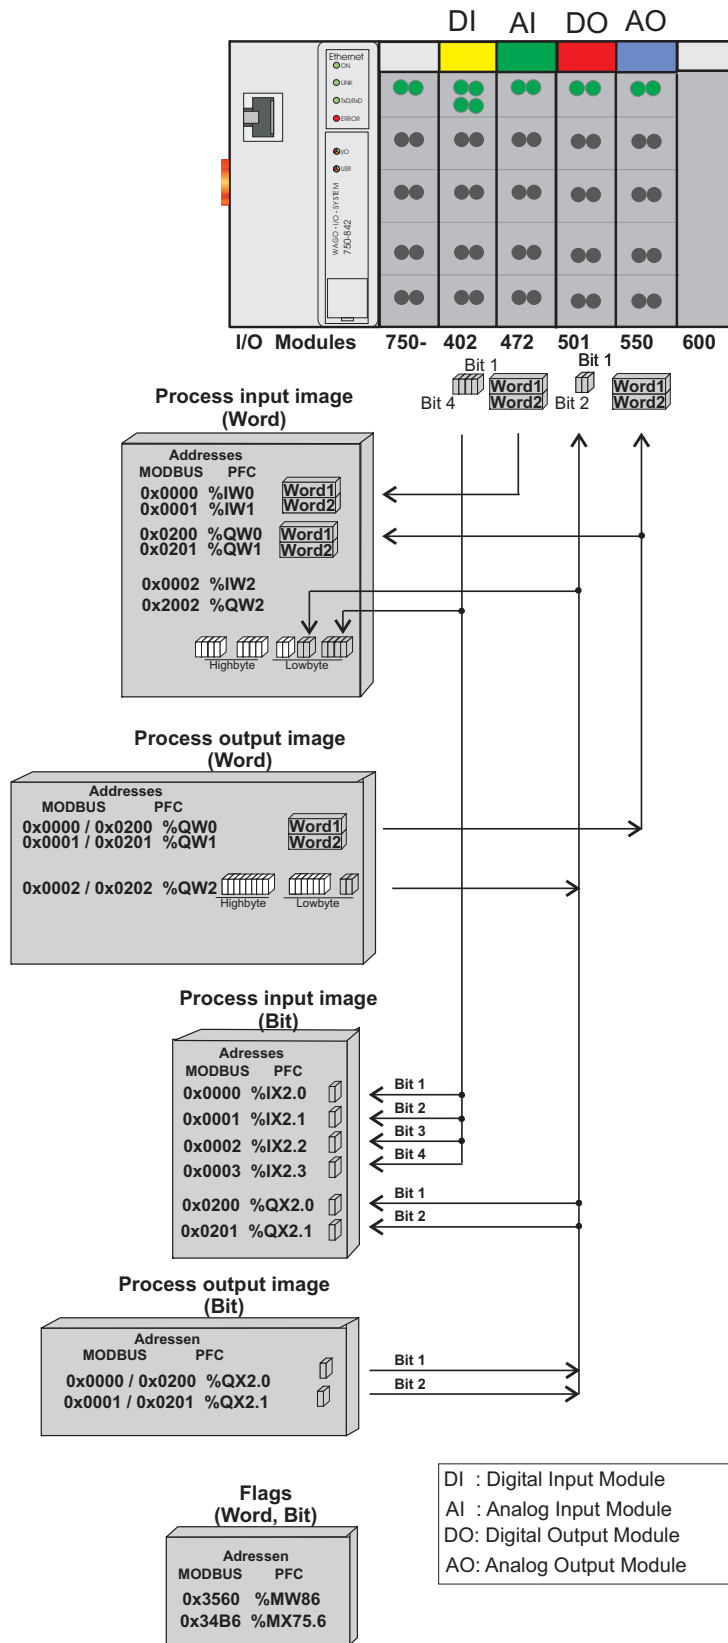 DI AI DO AO
Ethernet
ON
LINK
TxD/RxD
ERROR
I/O
USR
WAGO-I/O-SYSTEM
750-842
I/O Modules 750- 402 472 501 550 600
Bit 1
Bit 4
Word1
Word2
Bit 1
Bit 2
Word1
Word2
Process input image
(Word)
Addresses
MODBUS PFC
0x0000 %IW0 Word1
0x0001 %IW1 Word2
0x0200 %QW0 Word1
0x0201 %QW1 Word2
0x0002 %IW2
0x2002 %QW2
Highbyte Lowbyte
Process output image
(Word)
Addresses
MODBUS PFC
0x0000 / 0x0200 %QW0 Word1
0x0001 / 0x0201 %QW1 Word2
0x0002 / 0x0202 %QW2
Highbyte Lowbyte
Process input image
(Bit)
Adresses
MODBUS PFC
0x0000 %IX2.0 Bit 1
0x0001 %IX2.1 Bit 2
0x0002 %IX2.2 Bit 3
0x0003 %IX2.3 Bit 4
0x0200 %QX2.0 Bit 1
0x0201 %QX2.1 Bit 2
Process output image
(Bit)
Adressen
MODBUS PFC
0x0000 / 0x0200 %QX2.0 Bit 1
0x0001 / 0x0201 %QX2.1 Bit 2
Flags
(Word, Bit)
Adressen
MODBUS PFC
0x3560 %MW86
0x34B6 %MX75.6
DI : Digital Input Module
AI : Analog Input Module
DO: Digital Output Module
AO: Analog Output Module